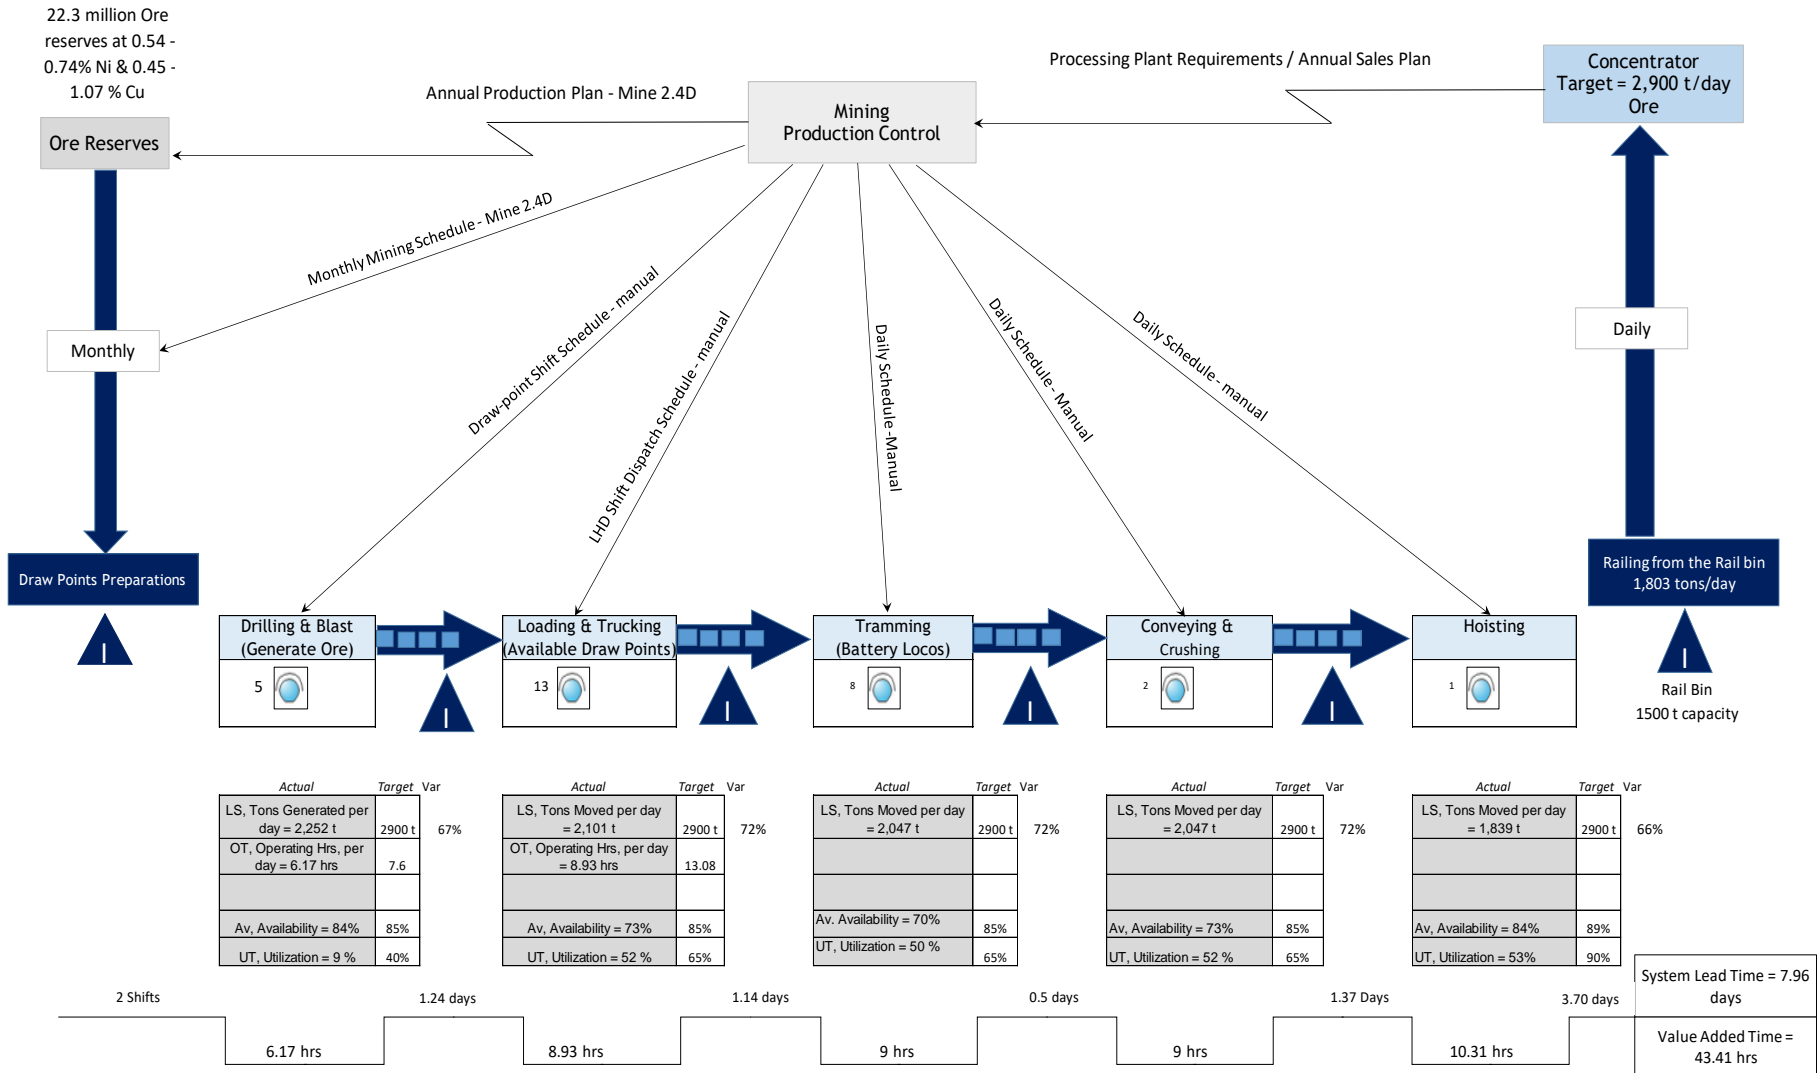 22.3 million Ore
reserves at 0.54 -
0.74% Ni & 0.45 -
1.07 % Cu
Ore Reserves
Annual Production Plan - Mine 2.4D
Mining
Production Control
Processing Plant Requirements / Annual Sales Plan
Concentrator
Target = 2,900 t/day
Ore
Monthly Mining Schedule - Mine 2.4D
Draw-point Shift Schedule - manual
LHD Shift Dispatch Schedule - manual
Daily Schedule -Manual
Daily Schedule - Manual
Daily Schedule - manual
Monthly
Daily
Draw Points Preparations
I
Railing from the Rail bin
1,803 tons/day
I
Rail Bin
1500 t capacity
Drilling & Blast
(Generate Ore)
5
I
Loading & Trucking
(Available Draw Points)
13
I
Tramming
(Battery Locos)
8
I
Conveying &
Crushing
2
I
Hoisting
1
Actual Target Var
LS, Tons Generated per
day = 2,252 t 2900 t 67%
OT, Operating Hrs, per
day = 6.17 hrs 7.6
Av, Availability = 84% 85%
UT, Utilization = 9 % 40%
Actual Target Var
LS, Tons Moved per day
= 2,101 t 2900 t 72%
OT, Operating Hrs, per day
= 8.93 hrs 13.08
Av, Availability = 73% 85%
UT, Utilization = 52 % 65%
Actual Target Var
LS, Tons Moved per day
= 2,047 t 2900 t 72%
Av. Availability = 70% 85%
UT, Utilization = 50 % 65%
Actual Target Var
LS, Tons Moved per day
= 2,047 t 2900 t 72%
Av, Availability = 73% 85%
UT, Utilization = 52 % 65%
Actual Target Var
LS, Tons Moved per day
= 1,839 t 2900 t 66%
Av, Availability = 84% 89%
UT, Utilization = 53% 90%
2 Shifts 1.24 days 1.14 days 0.5 days 1.37 Days 3.70 days
System Lead Time = 7.96
days
6.17 hrs 8.93 hrs 9 hrs 9 hrs 10.31 hrs
Value Added Time =
43.41 hrs